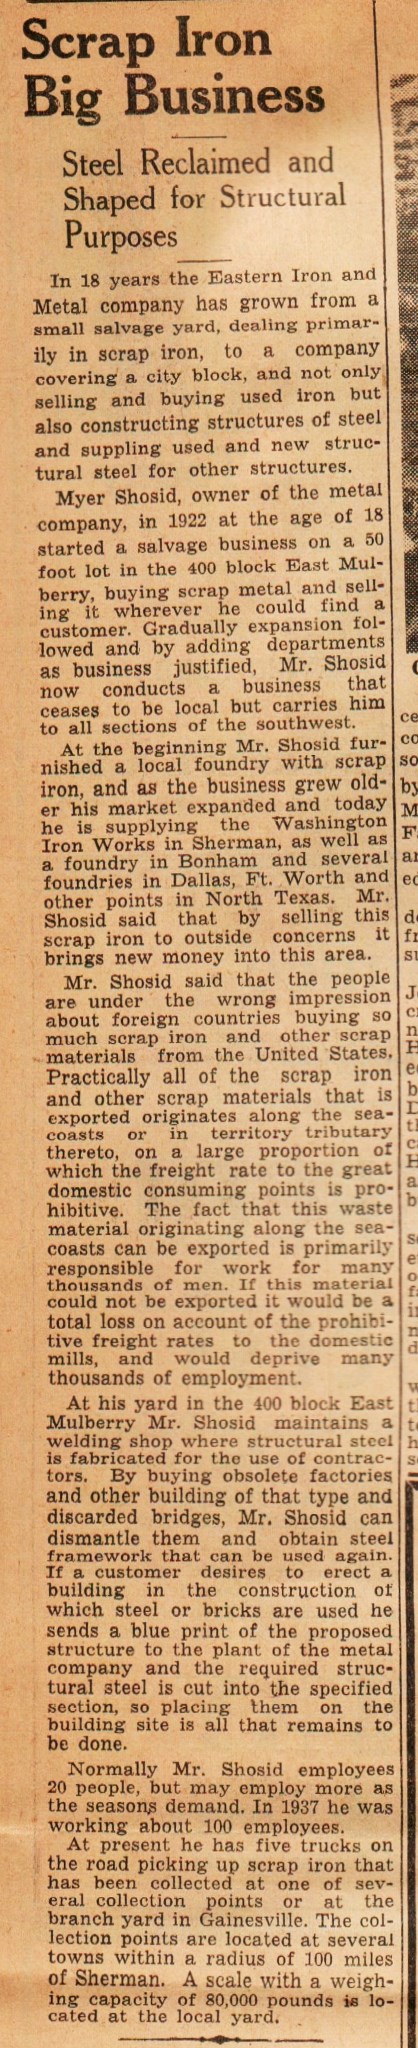 Scrap Iron
Big Business
Steel Reclaimed and
Shaped for Structural
Purposes
In 18 years the Eastern Iron and
Metal company has grown from a
small salvage yard, dealing primar-
ily in scrap iron, to a company
covering a city block, and not only
selling and buying used iron but
also constructing structures of steel
and suppling used and new struc-
tural steel for other structures.
Myer Shosid, owner of the metal
company, in 1922 at the age of 18
started a salvage business on a 50
foot lot in the 400 block East Mul-
berry, buying scrap metal and sell-
ing it wherever he could find a
customer. Gradually expansion fol-
lowed and by adding departments
as business justified, Mr. Shosid
now conducts a business that
ceases to be local but carries him
to all sections of the southwest.
At the beginning Mr. Shosid fur-
nished a local foundry with scrap
iron, and as the business grew old-
er his market expanded and today
he is supplying the Washington
Iron Works in Sherman, as well as
a foundry in Bonham and several
foundries in Dallas, Ft. Worth and
other points in North Texas. Mr.
Shosid said that by selling this
scrap iron to outside concerns it
brings new money into this area.
Mr. Shosid said that the people
are under the wrong impression
about foreign countries buying so
much scrap iron and other scrap
materials from the United States.
Practically all of the scrap iron
and other scrap materials that is
exported originates along the sea-
coasts or in territory tributary
thereto, on a large proportion of
which the freight rate to the great
domestic consuming points is pro-
hibitive. The fact that this waste
material originating along the sea-
coasts can be exported is primarily
responsible for work for many
thousands of men. If this material
could not be exported it would be a
total loss on account of the prohibi-
tive freight rates to the domestic
mills, and would deprive many
thousands of employment.
At his yard in the 400 block East
Mulberry Mr. Shosid maintains a
welding shop where structural steel
is fabricated for the use of contrac-
tors. By buying obsolete factories
and other building of that type and
discarded bridges, Mr. Shosid can
dismantle them and obtain steel
framework that can be used again.
If a customer desires to erect a
building in the construction of
which steel or bricks are used he
sends a blue print of the proposed
structure to the plant of the metal
company and the required struc-
tural steel is cut into the specified
section, so placing them on the
building site is all that remains to
be done.
Normally Mr. Shosid employees
20 people, but may employ more as
the seasons demand. In 1937 he was
working about 100 employees.
At present he has five trucks on
the road picking up scrap iron that
has been collected at one of sev-
eral collection points or at the
branch yard in Gainesville. The col-
lection points are located at several
towns within a radius of 100 miles
of Sherman. A scale with a weigh-
ing capacity of 80,000 pounds is lo-
cated at the local yard.